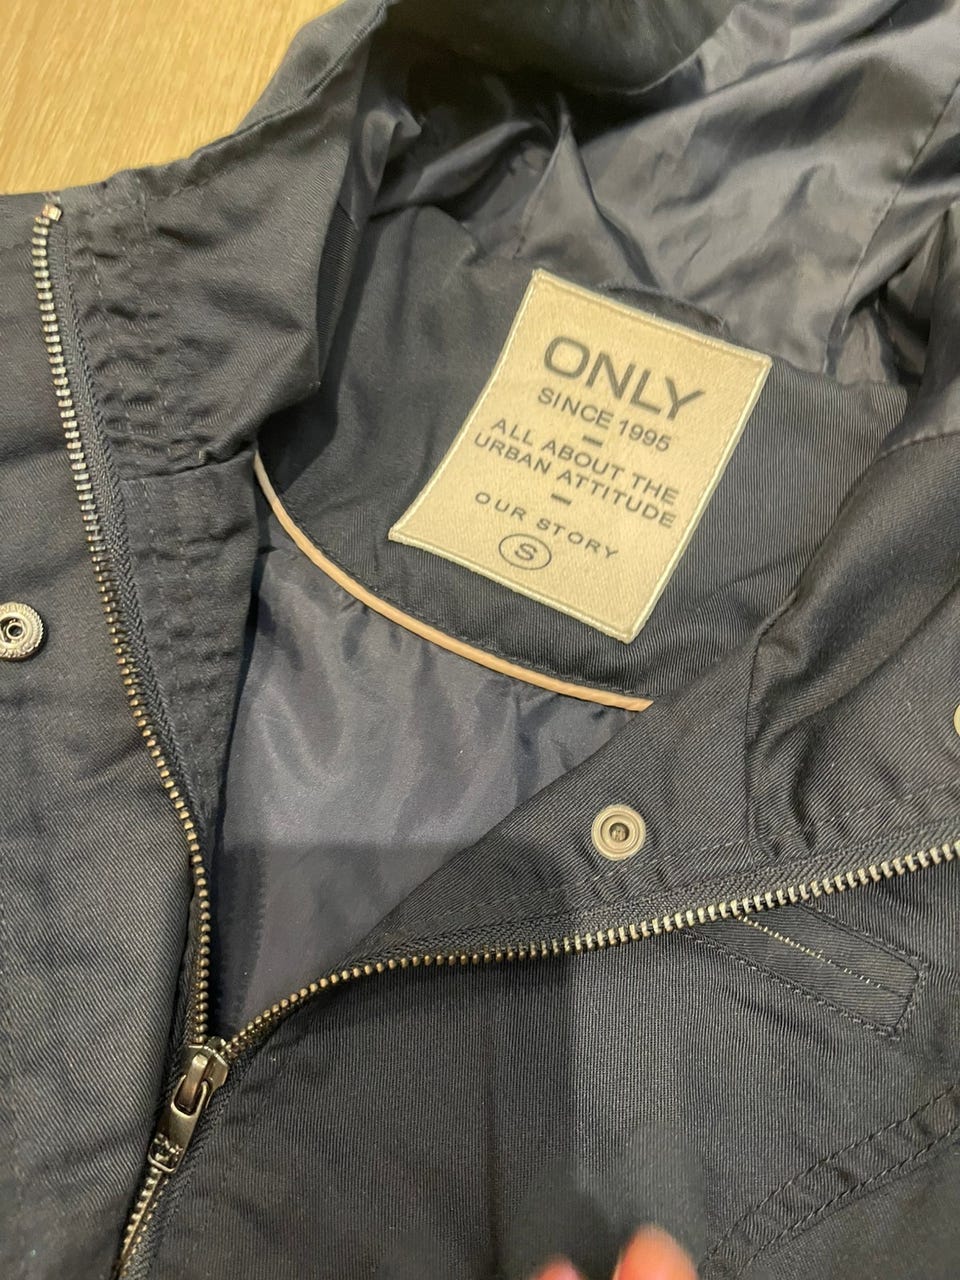 ONLY
SINCE 1995
ALL ABOUT THE
URBAN ATTITUDE
OUR STORY
S